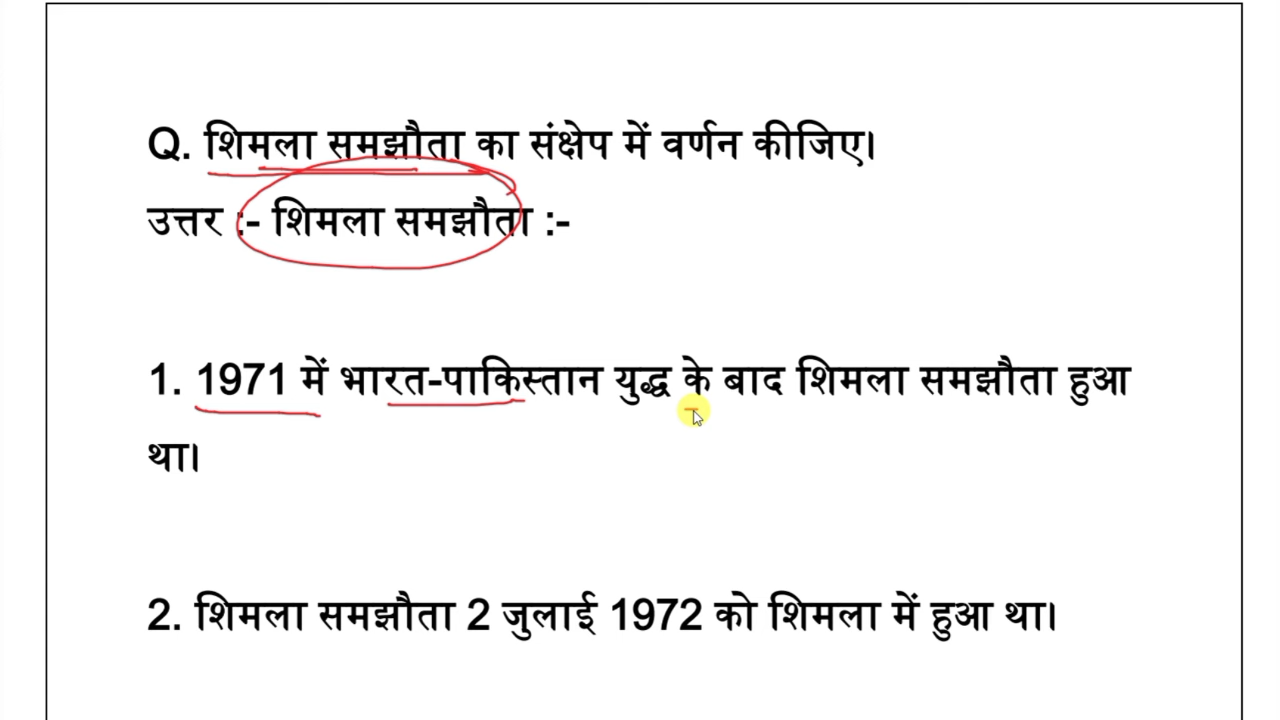 Q. शिमला समझौता का संक्षेप में वर्णन कीजिए।
उत्तर :- शिमला समझौता :-
1. 1971 में भारत-पाकिस्तान युद्ध के बाद शिमला समझौता हुआ
था।
2. शिमला समझौता 2 जुलाई 1972 को शिमला में हुआ था।